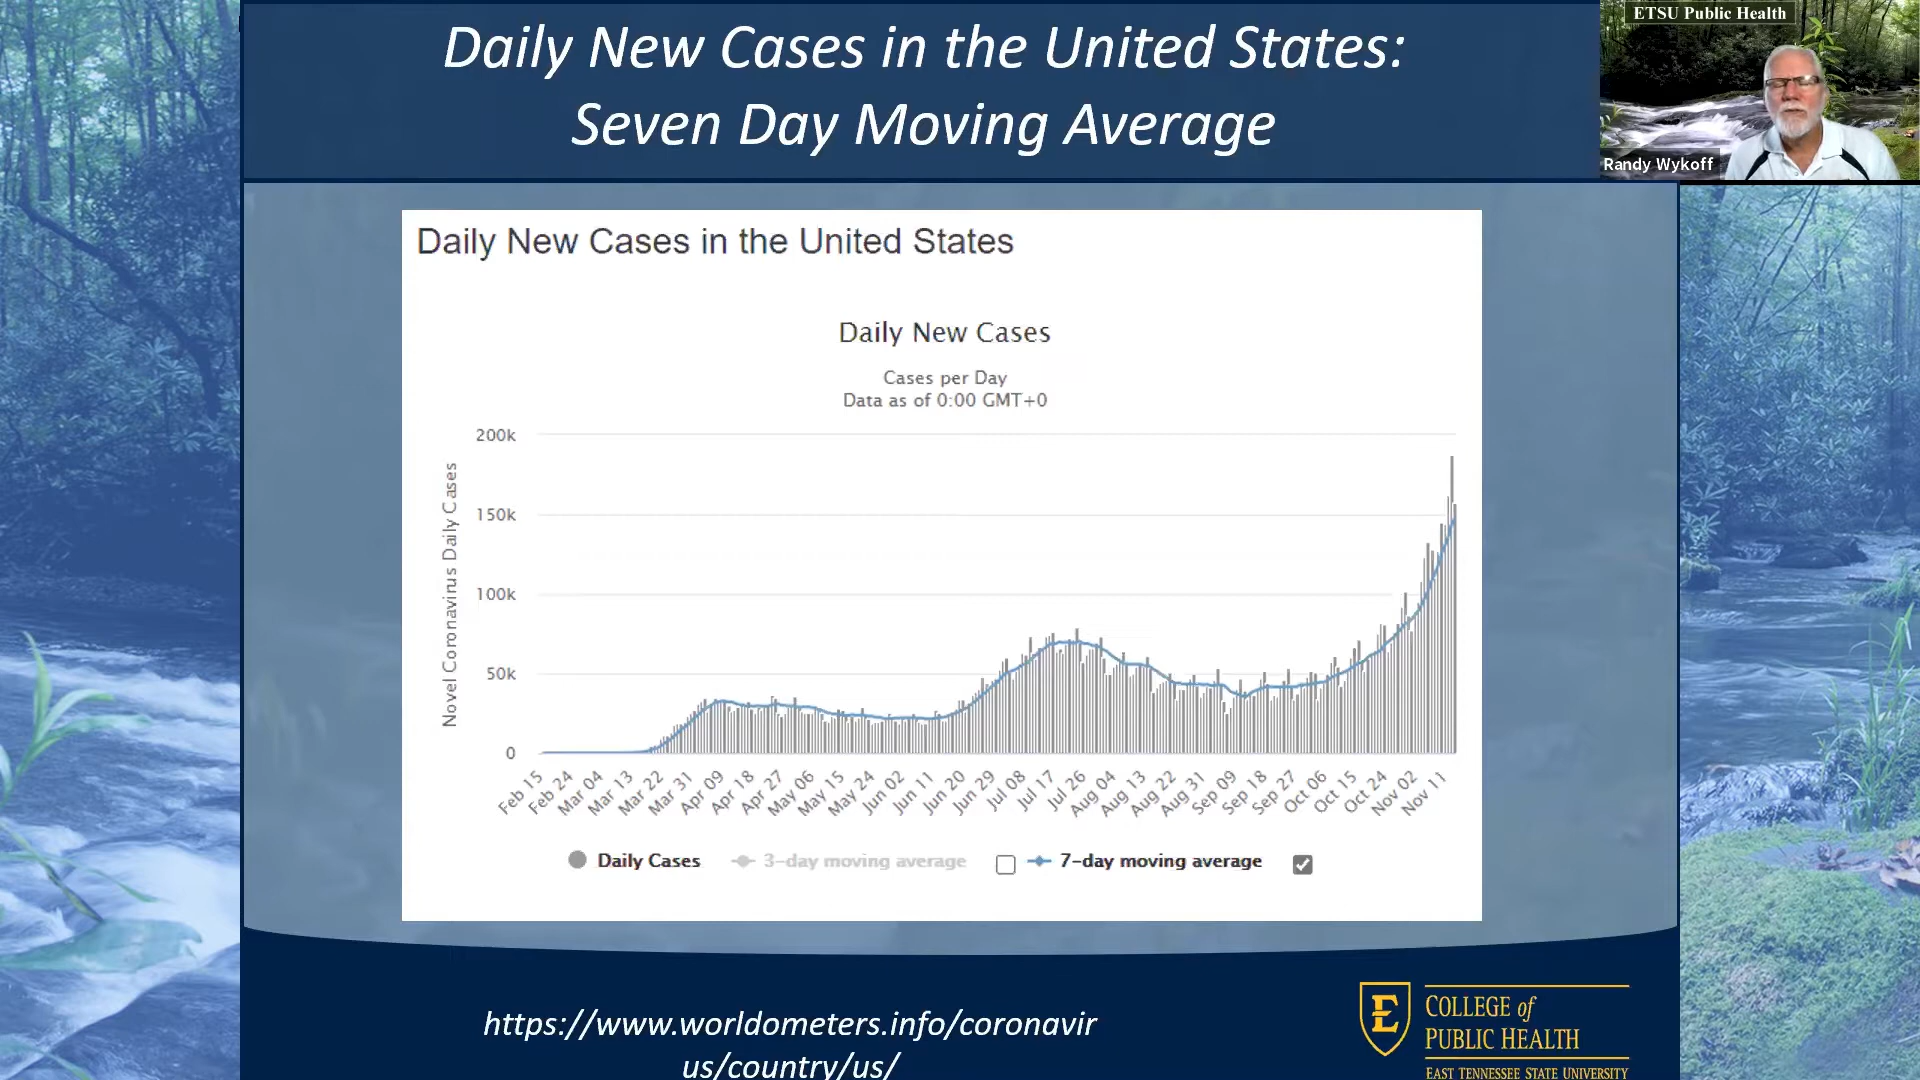 Daily New Cases in the United States:
Seven Day Moving Average
ETSU Public Health
Randy Wykoff
Daily New Cases in the United States
Daily New Cases
Cases per Day
Data as of 0:00 GMT+0
Novel Coronavirus Daily Cases
200k
150k
100k
50k
0
Feb 15
Feb 24
Mar 04
Mar 13
Mar 22
Mar 31
Apr 09
Apr 18
Apr 27
May 06
May 15
May 24
Jun 02
Jun 11
Jun 20
Jun 29
Jul 08
Jul 17
Jul 26
Aug 04
Aug 13
Aug 22
Aug 31
Sep 09
Sep 18
Sep 27
Oct 06
Oct 15
Oct 24
Nov 02
Nov 11
Daily Cases
3-day moving average
7-day moving average
https://www.worldometers.info/coronavir
us/country/us/
E
COLLEGE of
PUBLIC HEALTH
EAST TENNESSEE STATE UNIVERSITY